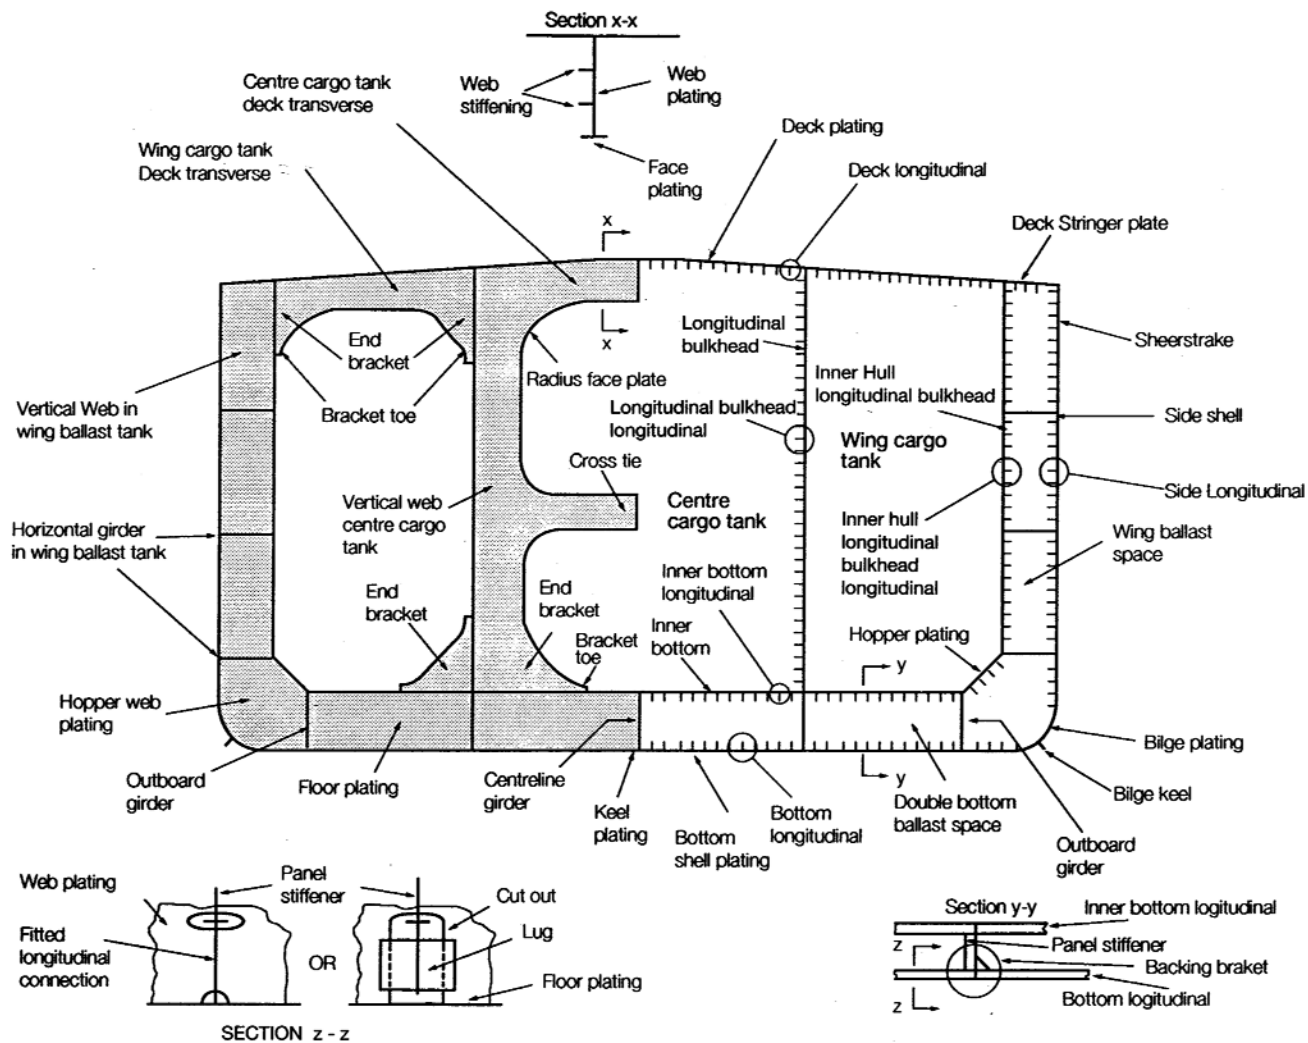 Section x-x
Centre cargo tank
deck transverse
Web
stiffening
Web
plating
Deck plating
Wing cargo tank
Deck transverse
Face
plating
Deck longitudinal
x
Deck Stringer plate
End
bracket
x
Longitudinal
bulkhead
Sheerstrake
Radius face plate
Inner Hull
longitudinal bulkhead
Vertical Web in
wing ballast tank
Bracket toe
Longitudinal bulkhead
longitudinal
Side shell
Wing cargo
tank
Cross tie
Vertical web
centre cargo
tank
Centre
cargo tank
Side Longitudinal
Horizontal girder
in wing ballast tank
Inner hull
longitudinal
bulkhead
longitudinal
Wing ballast
space
End
bracket
End
bracket
Inner bottom
longitudinal
Inner
bottom
Bracket
toe
Hopper plating
y
Hopper web
plating
Outboard
girder
Floor plating
Centreline
girder
Keel
plating
Bottom
shell plating
Bottom
longitudinal
y
Double bottom
ballast space
Bilge plating
Bilge keel
Outboard
girder
Web plating
Panel
stiffener
Cut out
Fitted
longitudinal
connection
OR
Lug
Floor plating
SECTION z - z
Section y-y
Inner bottom logitudinal
z
Panel stiffener
Backing braket
z
Bottom logitudinal